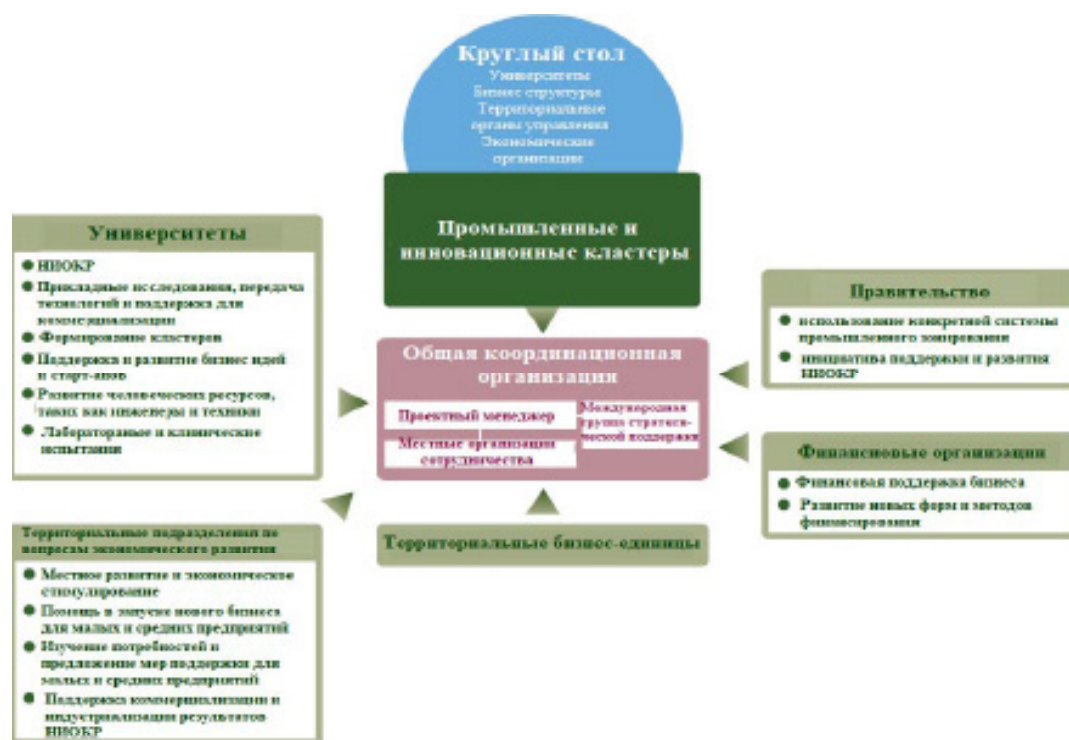 Круглый стол
Университеты
Бизнес структуры
Территориальные
органы управления
Экономические
организации
Промышленные и
инновационные кластеры
Университеты
НИОКР
Прикладные исследования, передача
технологий и поддержка для
коммерциализации
Формирование кластеров
Поддержка и развитие бизнес идей
и старт-апов
Развитие человеческих ресурсов,
таких как инженеры и техники
Лабораторные и клинические
испытания
Общая координационная
организация
Проектный менеджер
Местные организации
сотрудничества
Международная
группа стратеги-
ческой поддержки
Правительство
использование конкретной системы
промышленного зонирования
инициатива поддержки и развития
НИОКР
Финансовые организации
Финансовая поддержка бизнеса
Развитие новых форм и методов
финансирования
Территориальные подразделения по
вопросам экономического развития
Местное развитие и экономическое
стимулирование
Помощь в запуске нового бизнеса
для малых и средних предприятий
Изучение потребностей и
предложение мер поддержки для
малых и средних предприятий
Поддержка коммерциализации и
индустриализации результатов
НИОКР
Территориальные бизнес-единицы